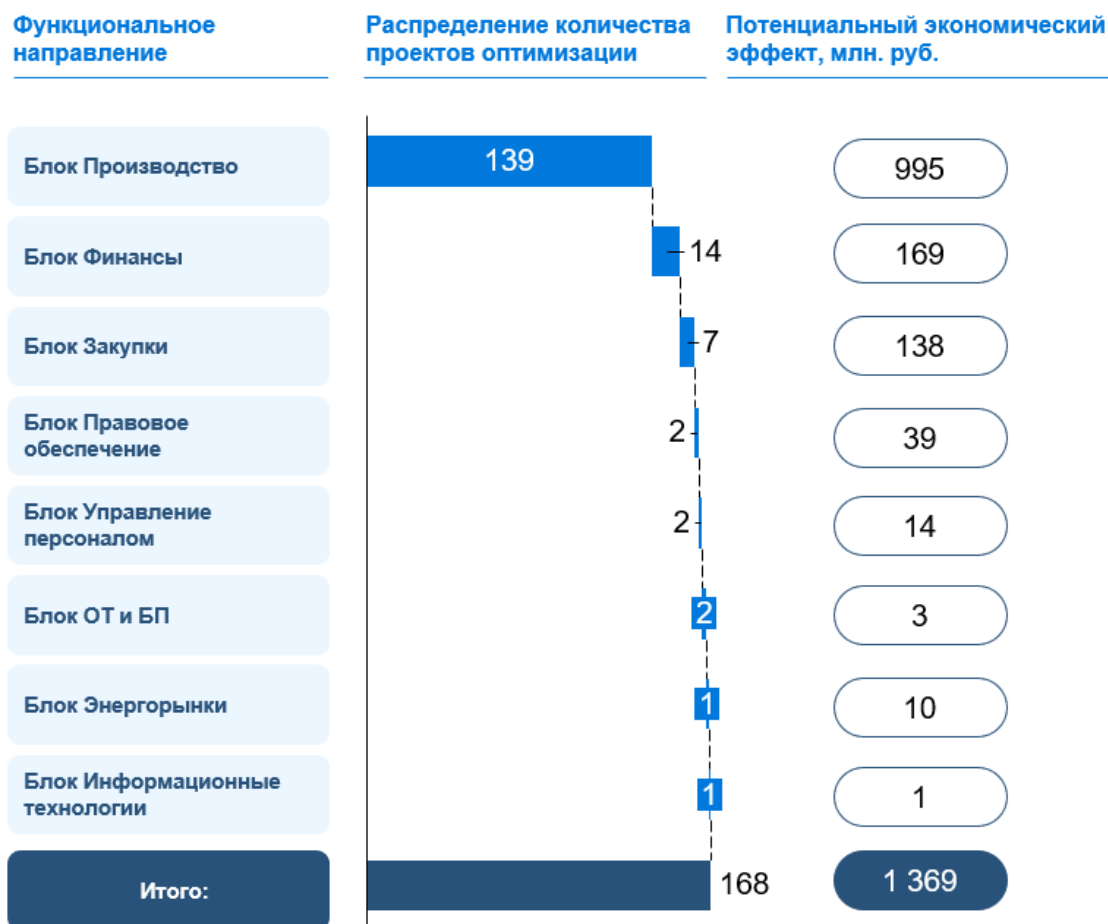 Функциональное
направление
Распределение количества
проектов оптимизации
Потенциальный экономический
эффект, млн. руб.
Блок Производство
139
995
Блок Финансы
14
169
Блок Закупки
7
138
Блок Правовое
обеспечение
2
39
Блок Управление
персоналом
2
14
Блок ОТ и БП
2
3
Блок Энергорынки
1
10
Блок Информационные
технологии
1
1
Итого:
168
1 369